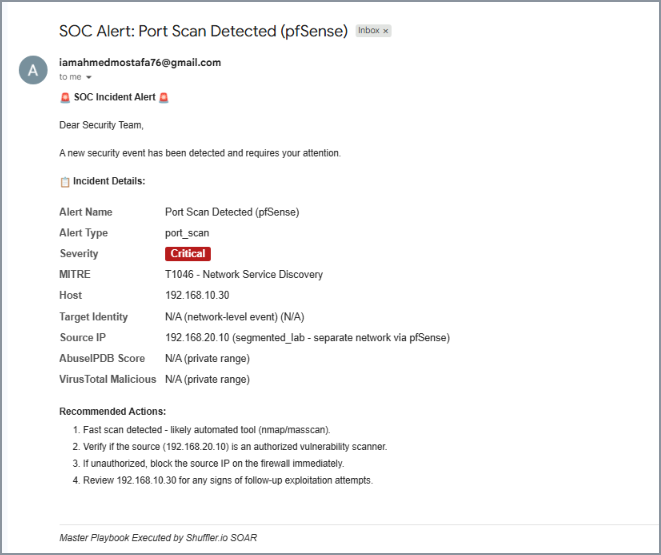 SOC Alert: Port Scan Detected (pfSense) Inbox ×
A
iamahmedmostafa76@gmail.com
to me
🚨 SOC Incident Alert 🚨
Dear Security Team,
A new security event has been detected and requires your attention.
📋 Incident Details:
Alert Name Port Scan Detected (pfSense)
Alert Type port_scan
Severity Critical
MITRE T1046 - Network Service Discovery
Host 192.168.10.30
Target Identity N/A (network-level event) (N/A)
Source IP 192.168.20.10 (segmented_lab - separate network via pfSense)
AbuseIPDB Score N/A (private range)
VirusTotal Malicious N/A (private range)
Recommended Actions:
1. Fast scan detected - likely automated tool (nmap/masscan).
2. Verify if the source (192.168.20.10) is an authorized vulnerability scanner.
3. If unauthorized, block the source IP on the firewall immediately.
4. Review 192.168.10.30 for any signs of follow-up exploitation attempts.
Master Playbook Executed by Shuffler.io SOAR